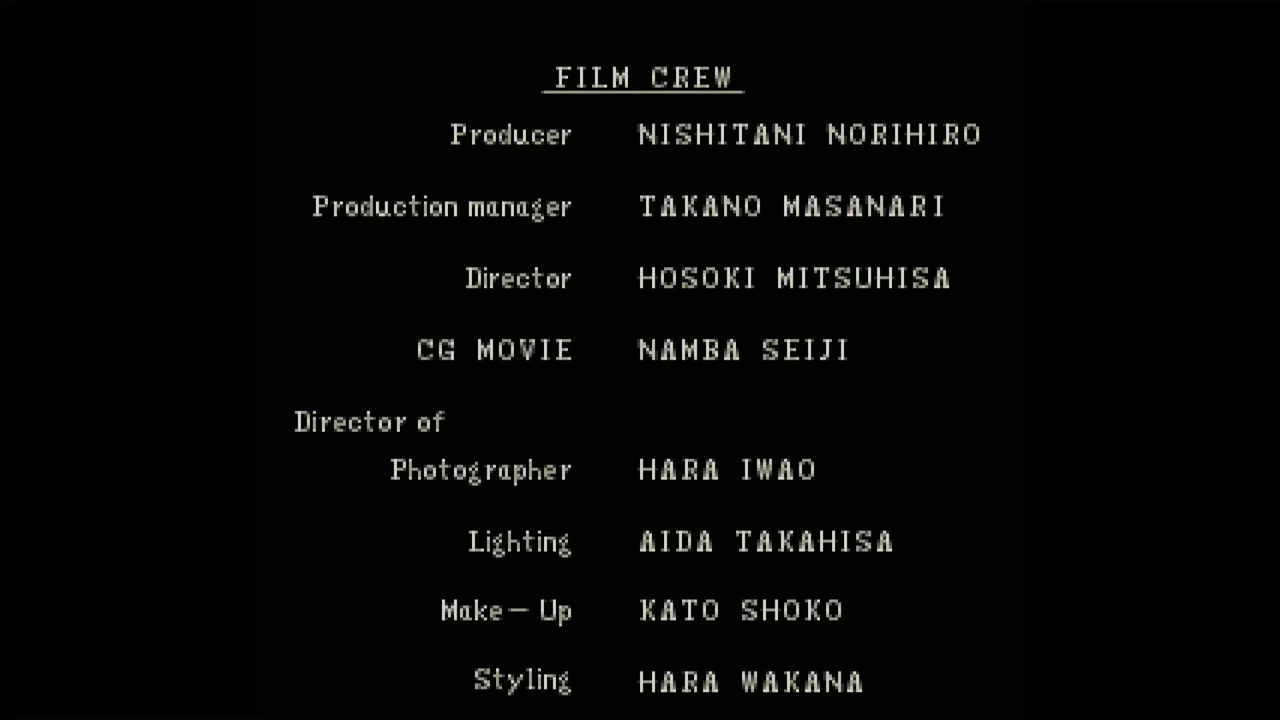 FILM CREW
Producer NISHITANI NORIHIRO
Production manager TAKANO MASANARI
Director HOSOKI MITSUHISA
CG MOVIE NAMBA SEIJI
Director of
Photographer HARA IWAO
Lighting AIDA TAKAHISA
Make-Up KATO SHOKO
Styling HARA WAKANA